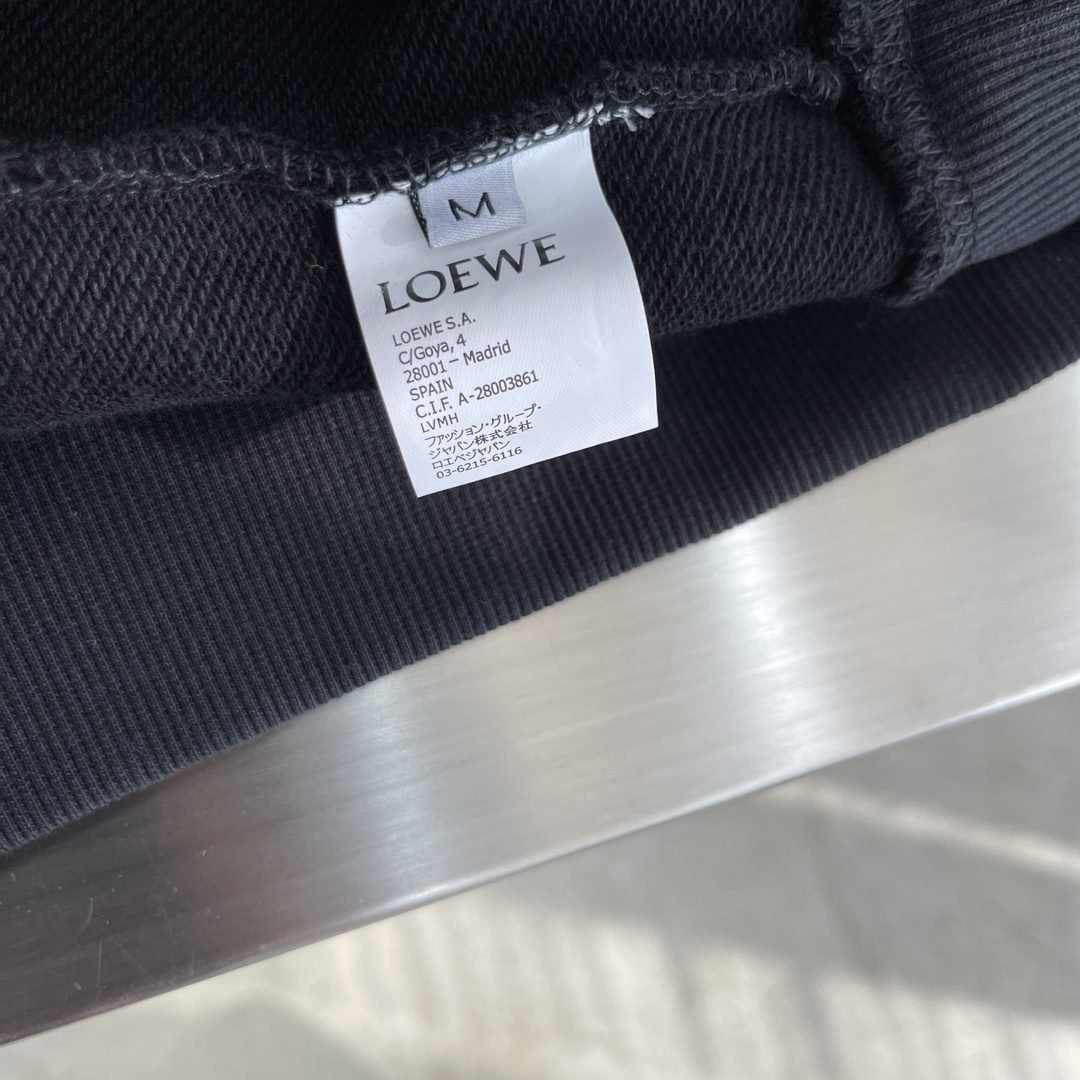 M
LOEWE
LOEWE S.A.
C/Goya, 4
28001 – Madrid
SPAIN
C.I.F. A-28003861
LVMH
ファッション・グループ・
ジャパン株式会社
ロエベジャパン
03-6215-6116